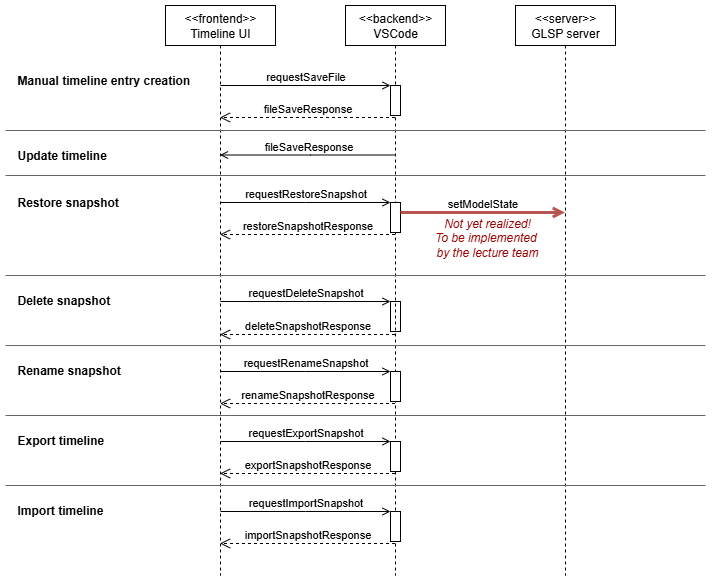 <<frontend>>
Timeline UI
<<backend>>
VSCode
<<server>>
GLSP server
Manual timeline entry creation
requestSaveFile
fileSaveResponse
Update timeline
fileSaveResponse
Restore snapshot
requestRestoreSnapshot
setModelState
restoreSnapshotResponse
Not yet realized!
To be implemented
by the lecture team
Delete snapshot
requestDeleteSnapshot
deleteSnapshotResponse
Rename snapshot
requestRenameSnapshot
renameSnapshotResponse
Export timeline
requestExportSnapshot
exportSnapshotResponse
Import timeline
requestImportSnapshot
importSnapshotResponse